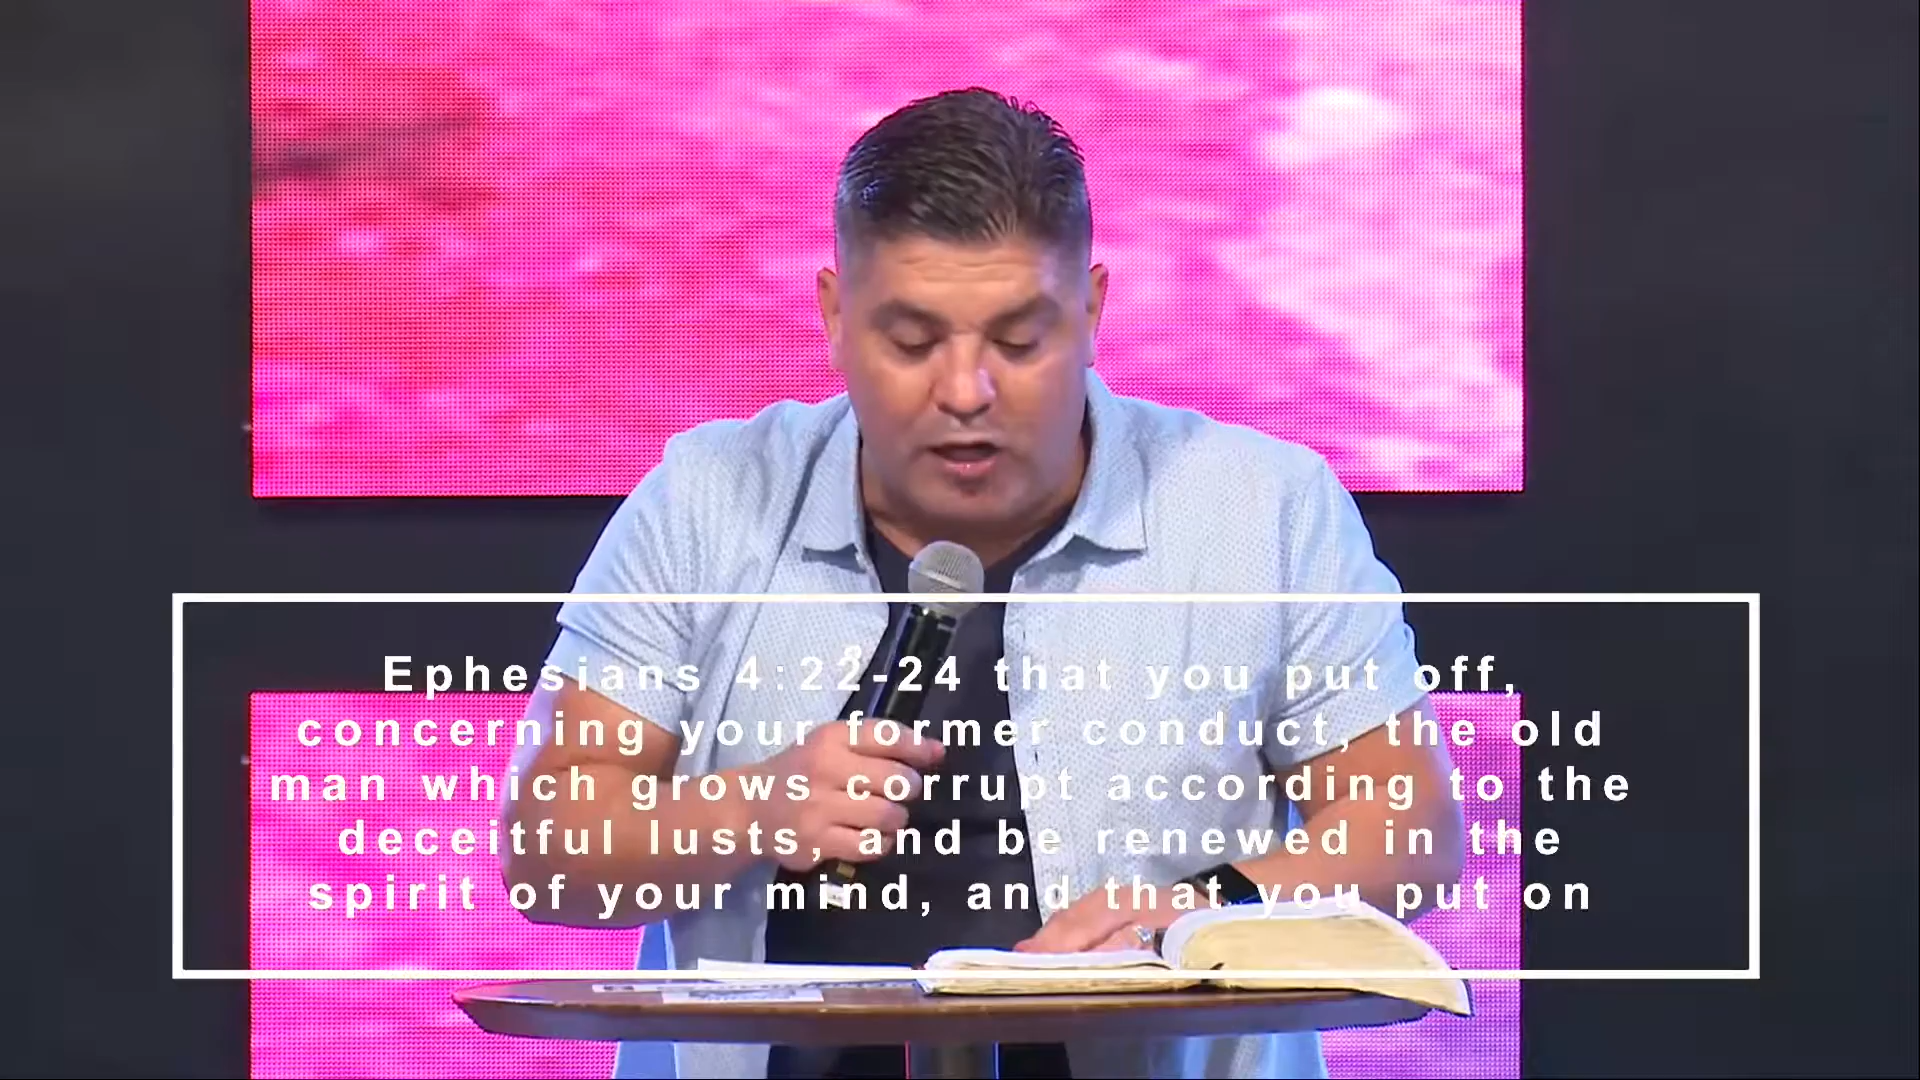 Ephesians 4:22-24 that you put off,
concerning your former conduct, the old
man which grows corrupt according to the
deceitful lusts, and be renewed in the
spirit of your mind, and that you put on